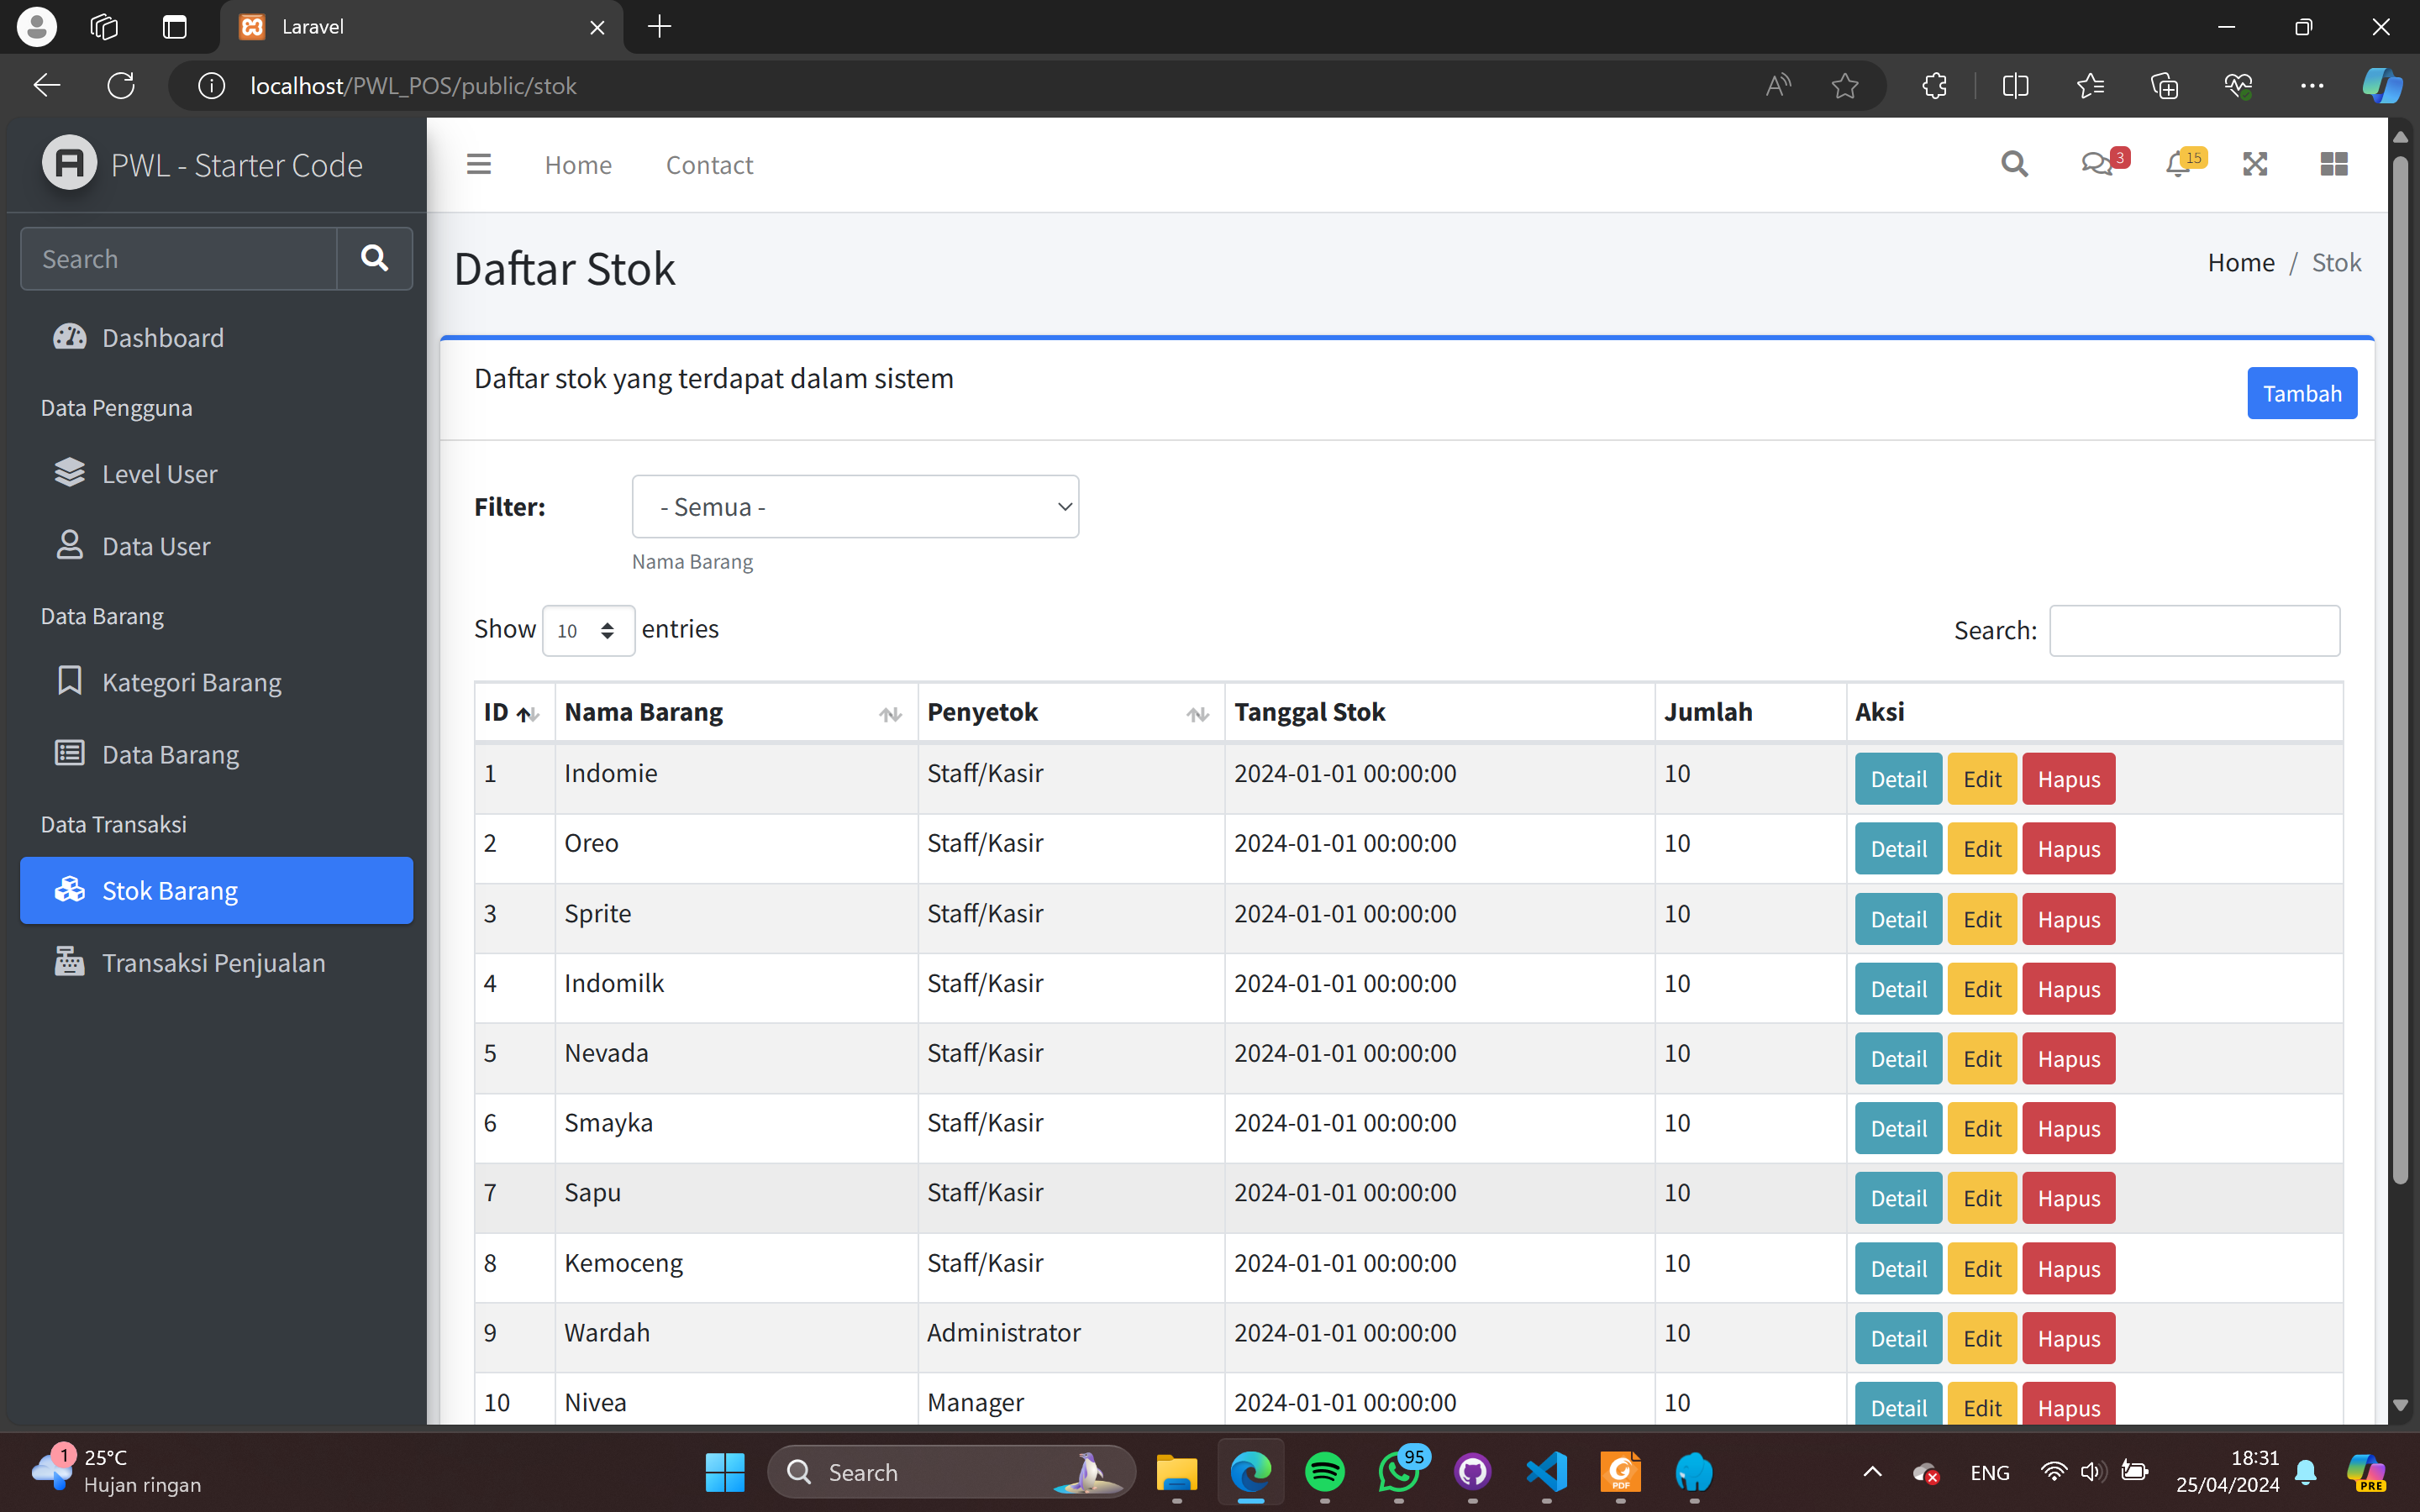 Laravel
localhost/PWL_POS/public/stok
PWL - Starter Code
Home Contact 3 15
Search
Daftar Stok
Home / Stok
Dashboard
Data Pengguna
Level User
Data User
Data Barang
Kategori Barang
Data Barang
Data Transaksi
Stok Barang
Transaksi Penjualan
Daftar stok yang terdapat dalam sistem
Tambah
Filter: - Semua -
Nama Barang
Show 10 entries Search:
ID Nama Barang Penyetok Tanggal Stok Jumlah Aksi
1 Indomie Staff/Kasir 2024-01-01 00:00:00 10 Detail Edit Hapus
2 Oreo Staff/Kasir 2024-01-01 00:00:00 10 Detail Edit Hapus
3 Sprite Staff/Kasir 2024-01-01 00:00:00 10 Detail Edit Hapus
4 Indomilk Staff/Kasir 2024-01-01 00:00:00 10 Detail Edit Hapus
5 Nevada Staff/Kasir 2024-01-01 00:00:00 10 Detail Edit Hapus
6 Smayka Staff/Kasir 2024-01-01 00:00:00 10 Detail Edit Hapus
7 Sapu Staff/Kasir 2024-01-01 00:00:00 10 Detail Edit Hapus
8 Kemoceng Staff/Kasir 2024-01-01 00:00:00 10 Detail Edit Hapus
9 Wardah Administrator 2024-01-01 00:00:00 10 Detail Edit Hapus
10 Nivea Manager 2024-01-01 00:00:00 10 Detail Edit Hapus
1 25°C
Hujan ringan
Search
95
PDF
ENG
18:31
25/04/2024
PRE